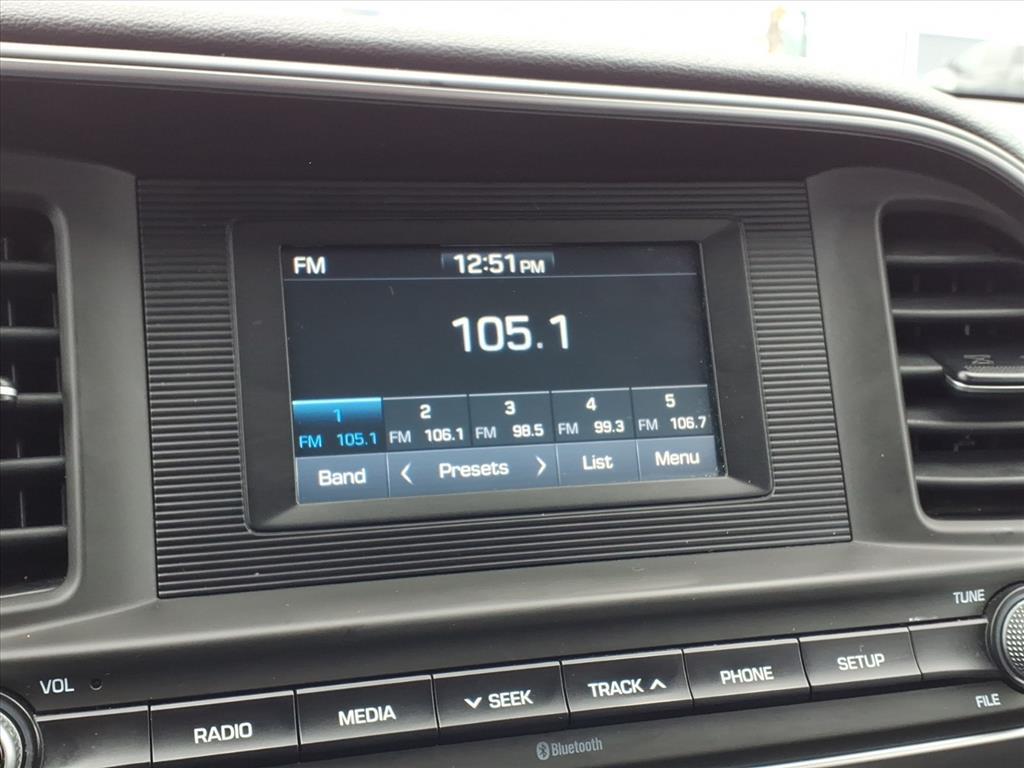 FM 12:51 PM
105.1
1 2 3 4 5
FM 105.1 FM 106.1 FM 98.5 FM 99.3 FM 106.7
Band < Presets > List Menu
TUNE
VOL
RADIO MEDIA SEEK TRACK PHONE SETUP
FILE
Bluetooth